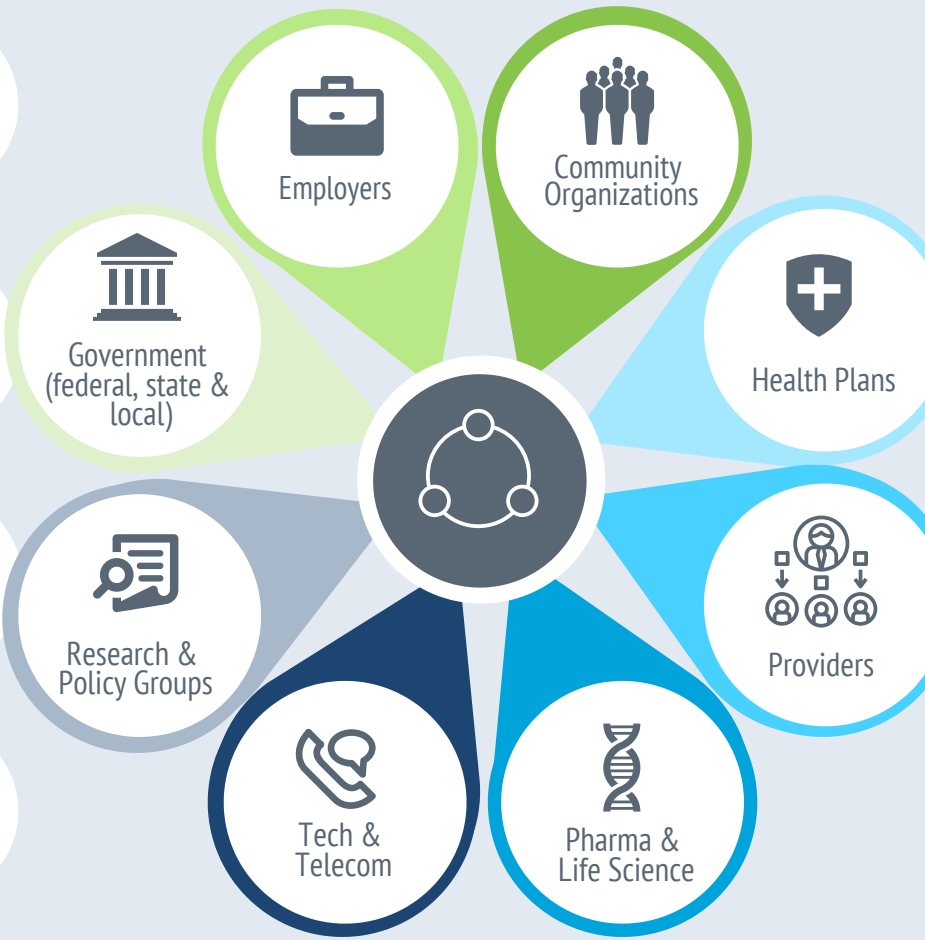 Employers
Community
Organizations
Government
(federal, state &
local)
Health Plans
Research &
Policy Groups
Providers
Tech &
Telecom
Pharma &
Life Science